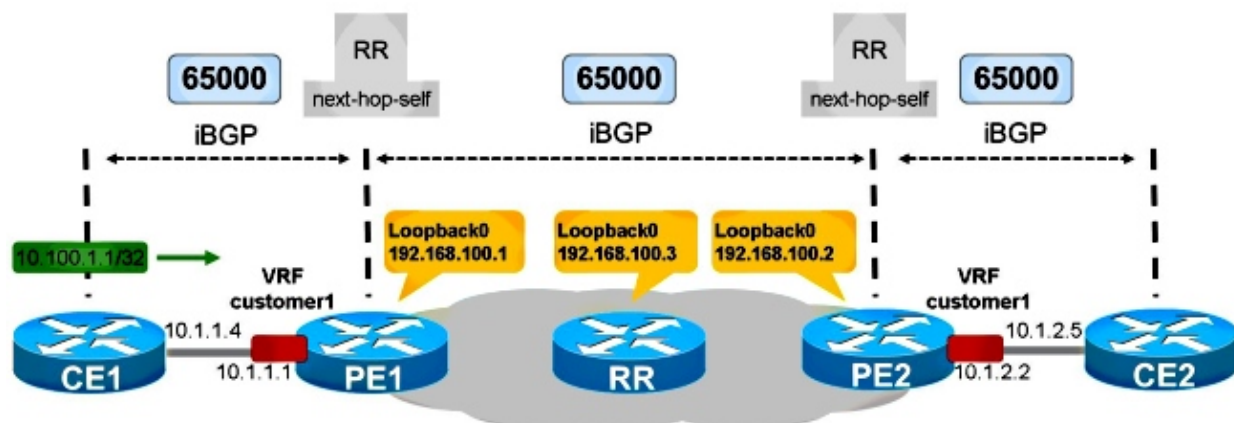 RR
RR
65000
65000
65000
next-hop-self
next-hop-self
iBGP
iBGP
iBGP
Loopback0
192.168.100.1
Loopback0
192.168.100.3
Loopback0
192.168.100.2
10.100.1.1/32
VRF
customer1
VRF
customer1
10.1.1.4
10.1.1.1
10.1.2.5
10.1.2.2
CE1
PE1
RR
PE2
CE2